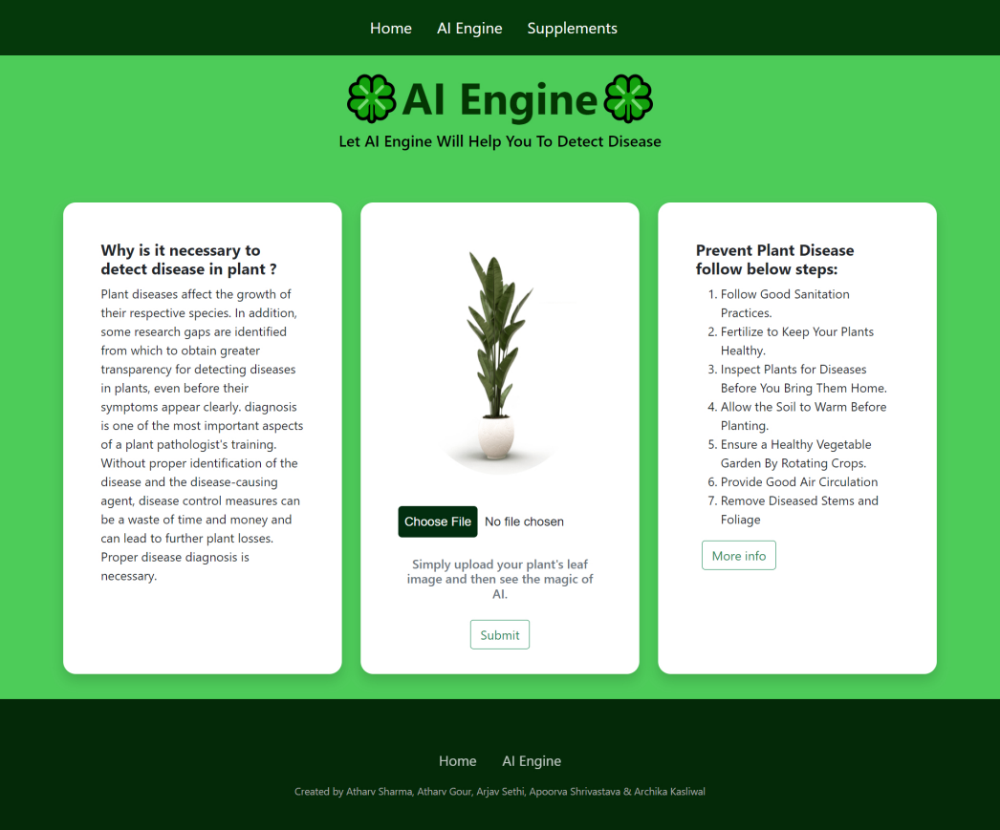 Home AI Engine Supplements
AI Engine
Let AI Engine Will Help You To Detect Disease
Why is it necessary to
detect disease in plant ?
Plant diseases affect the growth of
their respective species. In addition,
some research gaps are identified
from which to obtain greater
transparency for detecting diseases
in plants, even before their
symptoms appear clearly. diagnosis
is one of the most important aspects
of a plant pathologist's training.
Without proper identification of the
disease and the disease-causing
agent, disease control measures can
be a waste of time and money and
can lead to further plant losses.
Proper disease diagnosis is
necessary.
Choose File No file chosen
Simply upload your plant's leaf
image and then see the magic of
AI.
Submit
Prevent Plant Disease
follow below steps:
1. Follow Good Sanitation
Practices.
2. Fertilize to Keep Your Plants
Healthy.
3. Inspect Plants for Diseases
Before You Bring Them Home.
4. Allow the Soil to Warm Before
Planting.
5. Ensure a Healthy Vegetable
Garden By Rotating Crops.
6. Provide Good Air Circulation
7. Remove Diseased Stems and
Foliage
More info
Home AI Engine
Created by Atharv Sharma, Atharv Gour, Arjav Sethi, Apoorva Shrivastava & Archika Kasliwal